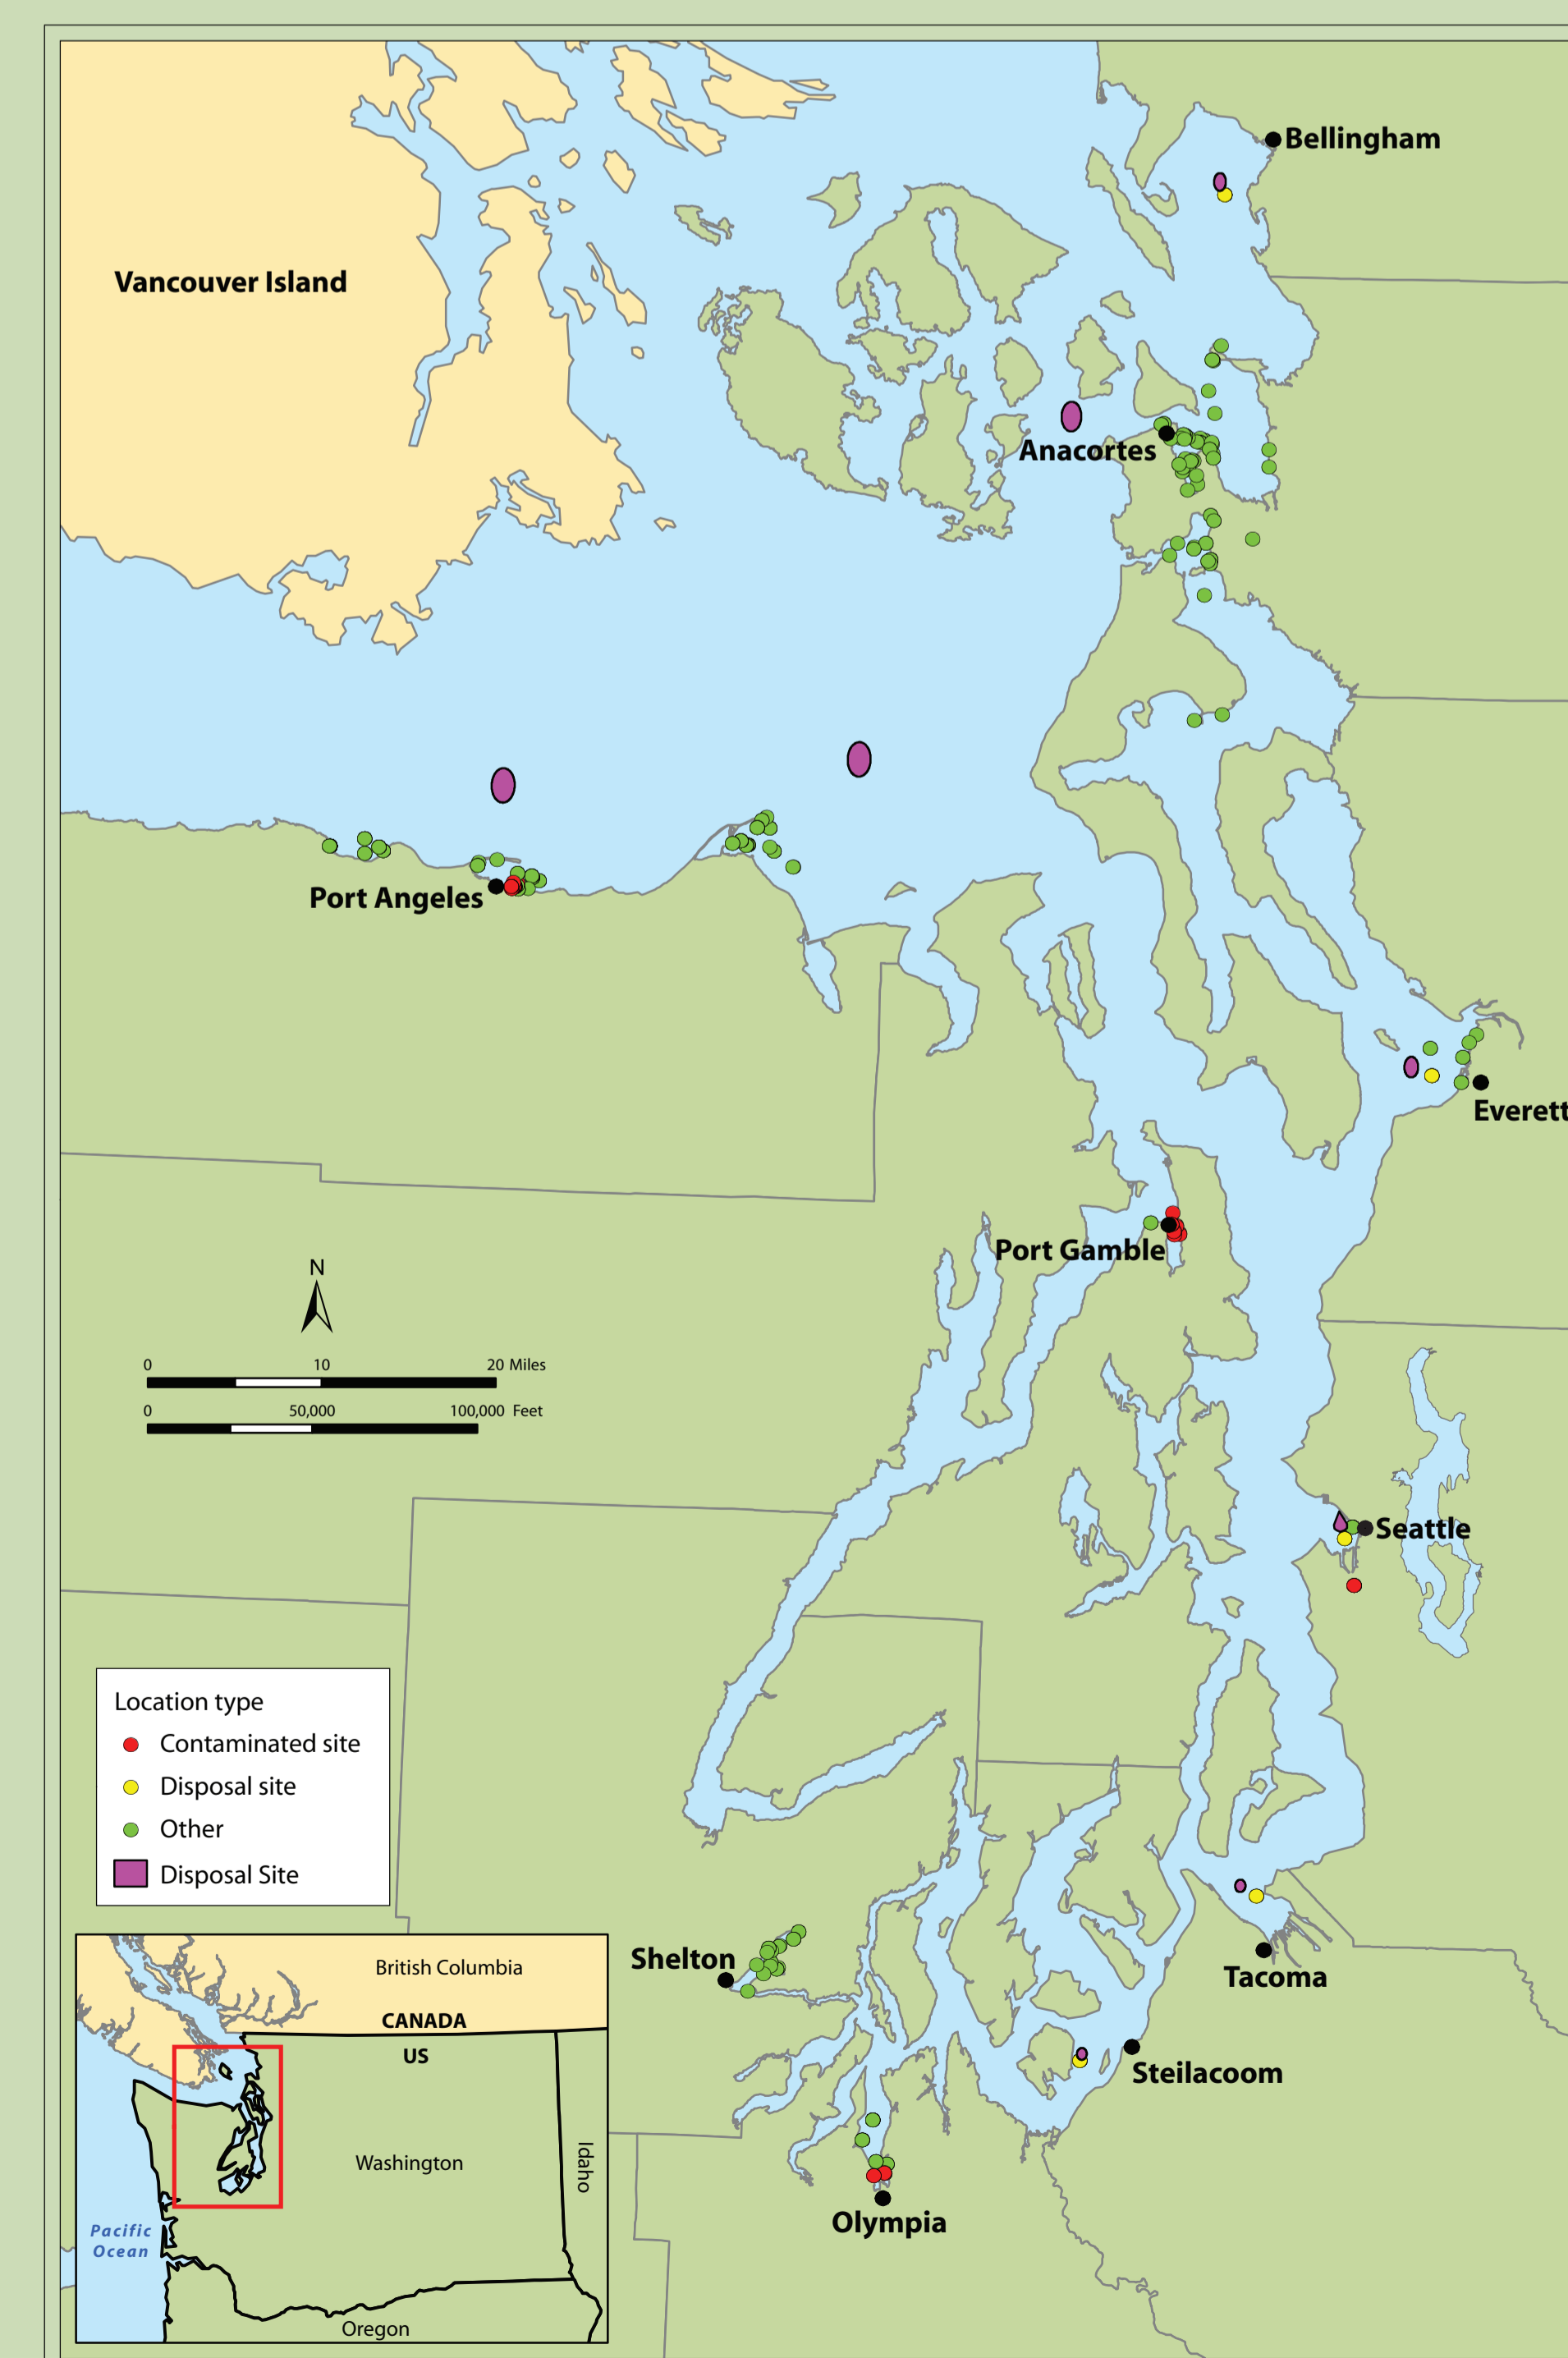 Bellingham
Vancouver Island
Anacortes
Port Angeles
Everett
Port Gamble
N
0 10 20 Miles
0 50,000 100,000 Feet
Seattle
Location type
Contaminated site
Disposal site
Other
Disposal Site
Shelton
Tacoma
Steilacoom
Olympia
British Columbia
CANADA
US
Washington
Idaho
Pacific
Ocean
Oregon